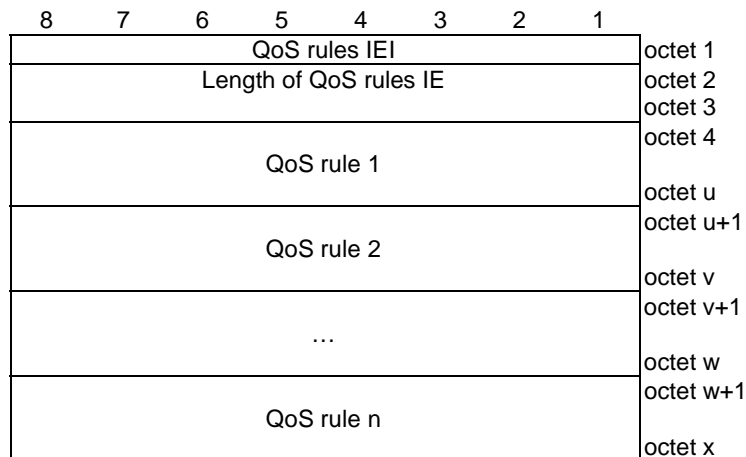 8 7 6 5 4 3 2 1
QoS rules IEI octet 1
Length of QoS rules IE octet 2
octet 3
octet 4
QoS rule 1
octet u
octet u+1
QoS rule 2
octet v
octet v+1
…
octet w
octet w+1
QoS rule n
octet x